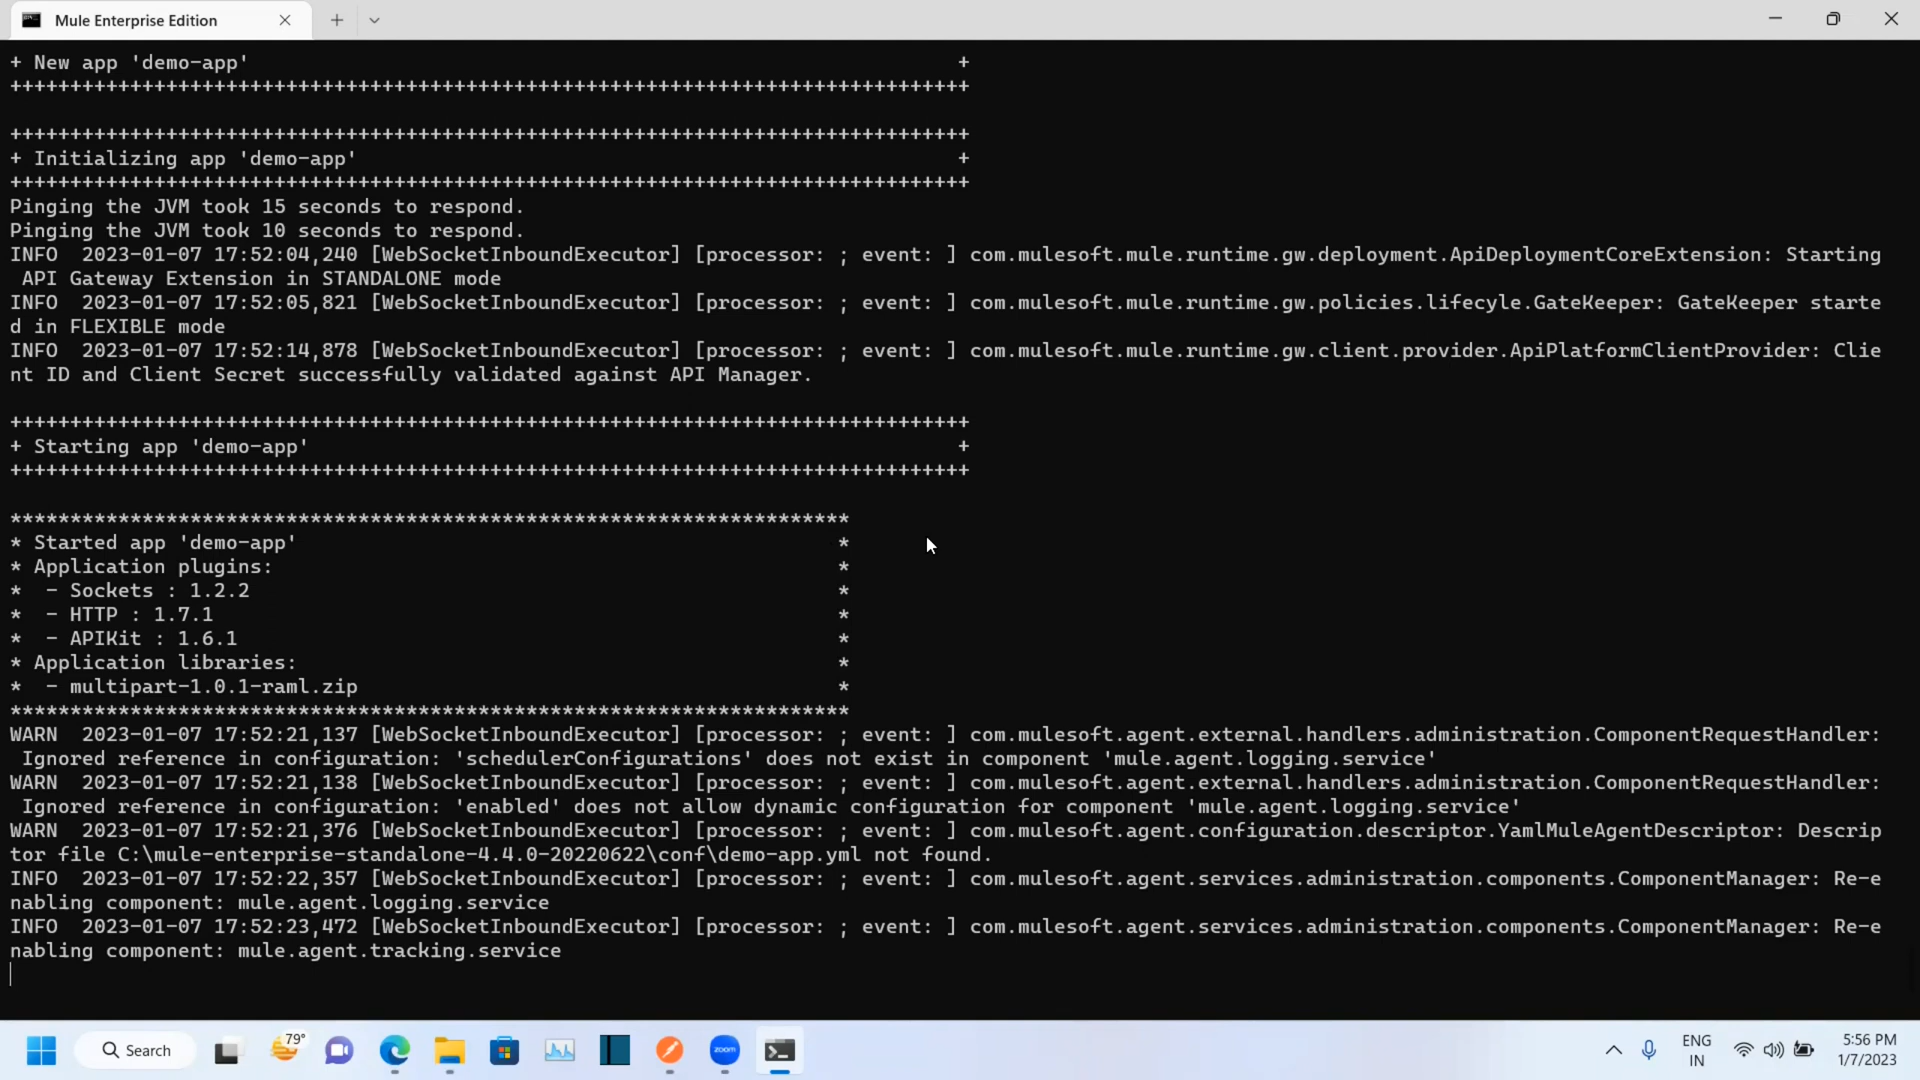 Mule Enterprise Edition
+ New app 'demo-app' +
++++++++++++++++++++++++++++++++++++++++++++++++++++++++++++++++++++++++++++++++
++++++++++++++++++++++++++++++++++++++++++++++++++++++++++++++++++++++++++++++++
+ Initializing app 'demo-app' +
++++++++++++++++++++++++++++++++++++++++++++++++++++++++++++++++++++++++++++++++
Pinging the JVM took 15 seconds to respond.
Pinging the JVM took 10 seconds to respond.
INFO  2023-01-07 17:52:04,240 [WebSocketInboundExecutor] [processor: ; event: ] com.mulesoft.mule.runtime.gw.deployment.ApiDeploymentCoreExtension: Starting
API Gateway Extension in STANDALONE mode
INFO  2023-01-07 17:52:05,821 [WebSocketInboundExecutor] [processor: ; event: ] com.mulesoft.mule.runtime.gw.policies.lifecyle.GateKeeper: GateKeeper starte
d in FLEXIBLE mode
INFO  2023-01-07 17:52:14,878 [WebSocketInboundExecutor] [processor: ; event: ] com.mulesoft.mule.runtime.gw.client.provider.ApiPlatformClientProvider: Clie
nt ID and Client Secret successfully validated against API Manager.
++++++++++++++++++++++++++++++++++++++++++++++++++++++++++++++++++++++++++++++++
+ Starting app 'demo-app' +
++++++++++++++++++++++++++++++++++++++++++++++++++++++++++++++++++++++++++++++++
**********************************************************************
* Started app 'demo-app' *
* Application plugins: *
*  - Sockets : 1.2.2 *
*  - HTTP : 1.7.1 *
*  - APIKit : 1.6.1 *
* Application libraries: *
*  - multipart-1.0.1-raml.zip *
**********************************************************************
WARN  2023-01-07 17:52:21,137 [WebSocketInboundExecutor] [processor: ; event: ] com.mulesoft.agent.external.handlers.administration.ComponentRequestHandler:
Ignored reference in configuration: 'schedulerConfigurations' does not exist in component 'mule.agent.logging.service'
WARN  2023-01-07 17:52:21,138 [WebSocketInboundExecutor] [processor: ; event: ] com.mulesoft.agent.external.handlers.administration.ComponentRequestHandler:
Ignored reference in configuration: 'enabled' does not allow dynamic configuration for component 'mule.agent.logging.service'
WARN  2023-01-07 17:52:21,376 [WebSocketInboundExecutor] [processor: ; event: ] com.mulesoft.agent.configuration.descriptor.YamlMuleAgentDescriptor: Descrip
tor file C:\mule-enterprise-standalone-4.4.0-20220622\conf\demo-app.yml not found.
INFO  2023-01-07 17:52:22,357 [WebSocketInboundExecutor] [processor: ; event: ] com.mulesoft.agent.services.administration.components.ComponentManager: Re-e
nabling component: mule.agent.logging.service
INFO  2023-01-07 17:52:23,472 [WebSocketInboundExecutor] [processor: ; event: ] com.mulesoft.agent.services.administration.components.ComponentManager: Re-e
nabling component: mule.agent.tracking.service
Search
79°
zoom
ENG
IN
5:56 PM
1/7/2023